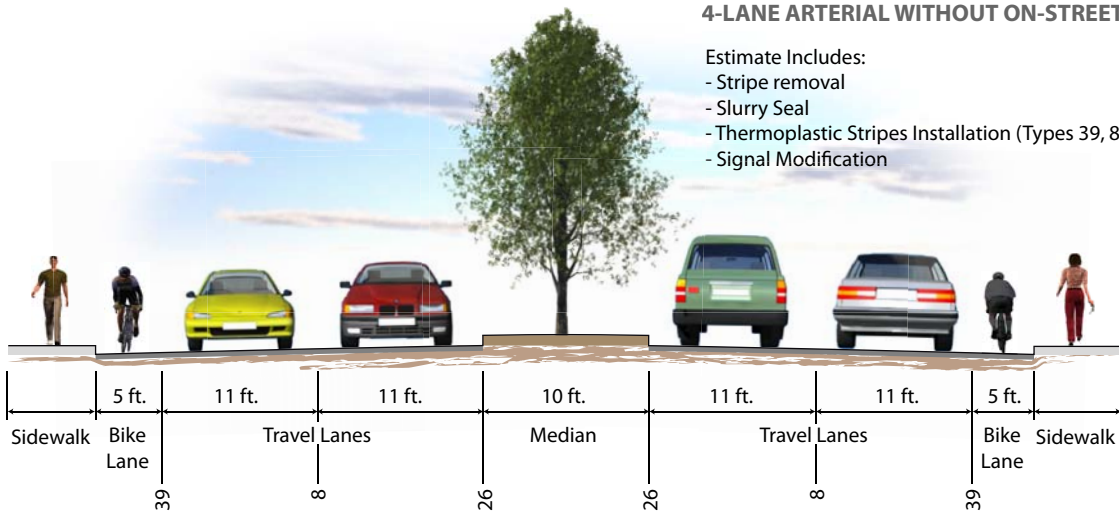 4-LANE ARTERIAL WITHOUT ON-STREET
Estimate Includes:
- Stripe removal
- Slurry Seal
- Thermoplastic Stripes Installation (Types 39, 8
- Signal Modification
5 ft. 11 ft. 11 ft. 10 ft. 11 ft. 11 ft. 5 ft.
Sidewalk Bike Travel Lanes Median Travel Lanes Bike Sidewalk
Lane Lane
39 8 26 26 8 39